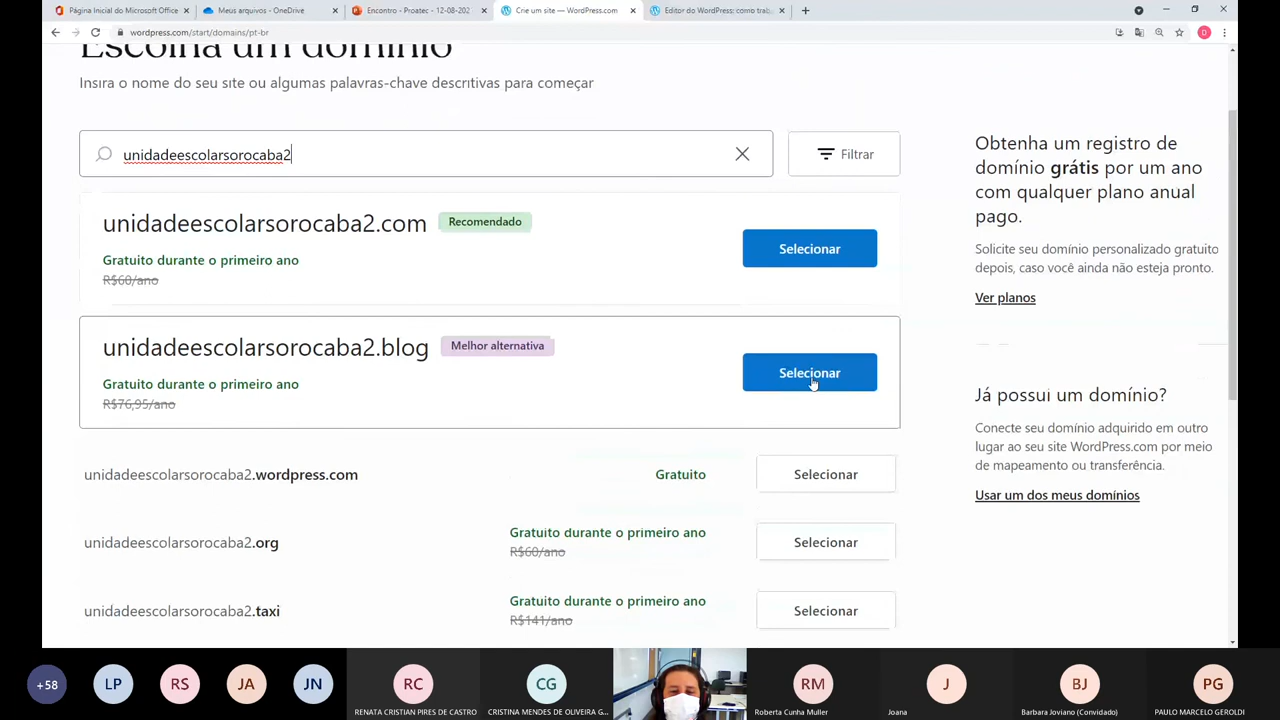 Página Inicial do Microsoft Office
Meus arquivos - OneDrive
Encontro - Proatec - 12-08-202
Crie um site — WordPress.com
Editor do WordPress: como trab
wordpress.com/start/domains/pt-br
D
Escolha um domínio
Insira o nome do seu site ou algumas palavras-chave descritivas para começar
unidadeescolarsorocaba2
Filtrar
unidadeescolarsorocaba2.com Recomendado
Gratuito durante o primeiro ano
R$60/ano
Selecionar
unidadeescolarsorocaba2.blog Melhor alternativa
Gratuito durante o primeiro ano
R$76,95/ano
Selecionar
unidadeescolarsorocaba2.wordpress.com
Gratuito
Selecionar
unidadeescolarsorocaba2.org
Gratuito durante o primeiro ano
R$60/ano
Selecionar
unidadeescolarsorocaba2.taxi
Gratuito durante o primeiro ano
R$141/ano
Selecionar
Obtenha um registro de
domínio grátis por um ano
com qualquer plano anual
pago.
Solicite seu domínio personalizado gratuito
depois, caso você ainda não esteja pronto.
Ver planos
Já possui um domínio?
Conecte seu domínio adquirido em outro
lugar ao seu site WordPress.com por meio
de mapeamento ou transferência.
Usar um dos meus domínios
+58
LP
RS
JA
JN
RC
RENATA CRISTIAN PIRES DE CASTRO
CG
CRISTINA MENDES DE OLIVEIRA G...
RM
Roberta Cunha Muller
J
Joana
BJ
Barbara Joviano (Convidado)
PG
PAULO MARCELO GEROLDI